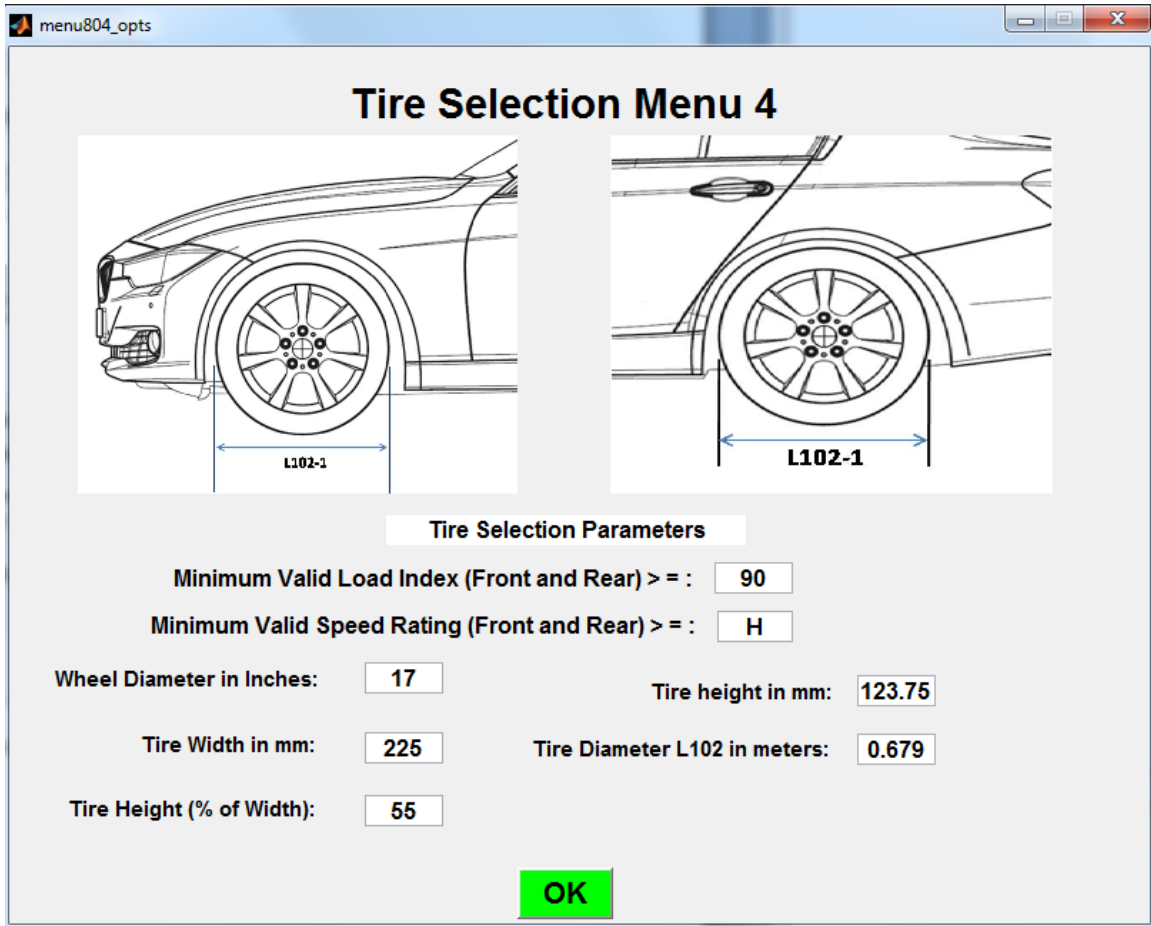 menu804_opts
Tire Selection Menu 4
L102-1
L102-1
Tire Selection Parameters
Minimum Valid Load Index (Front and Rear) > = : 90
Minimum Valid Speed Rating (Front and Rear) > = : H
Wheel Diameter in Inches: 17
Tire height in mm: 123.75
Tire Width in mm: 225
Tire Diameter L102 in meters: 0.679
Tire Height (% of Width): 55
OK